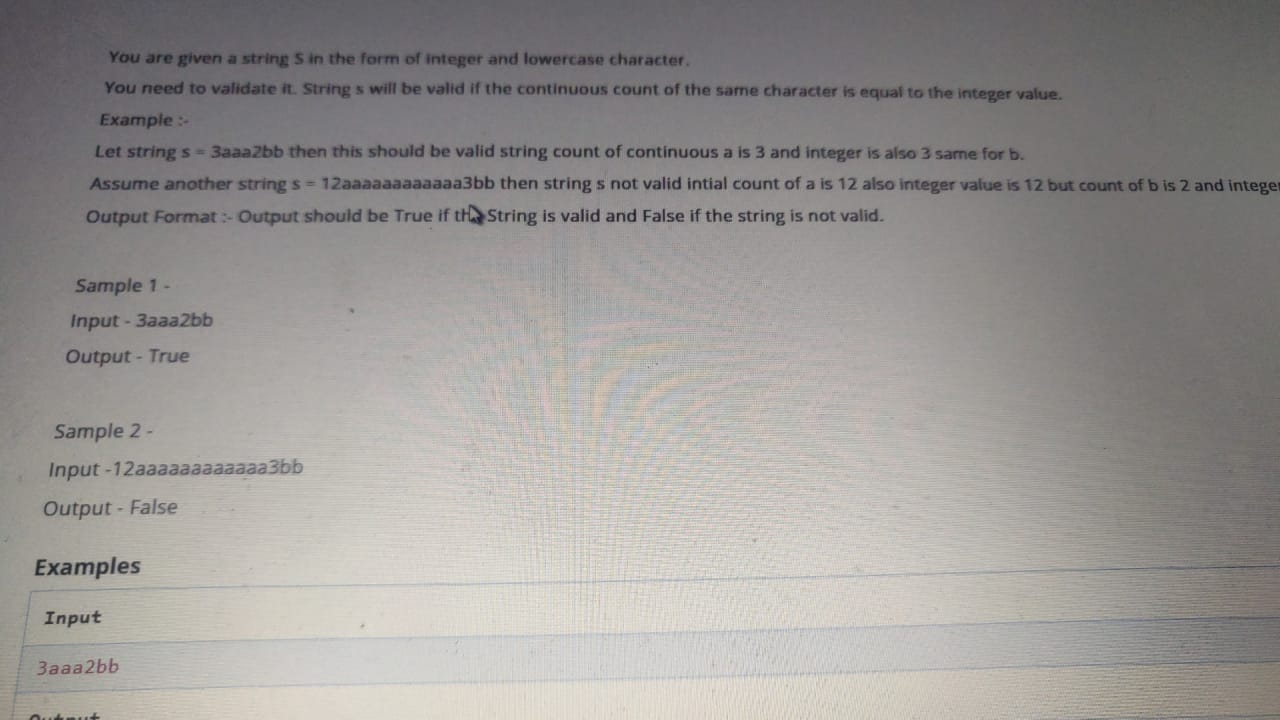 You are given a string S in the form of integer and lowercase character.
You need to validate it. String s will be valid if the continuous count of the same character is equal to the integer value.
Example :-
Let string s = 3aaa2bb then this should be valid string count of continuous a is 3 and integer is also 3 same for b.
Assume another string s = 12aaaaaaaaaaaa3bb then string s not valid intial count of a is 12 also integer value is 12 but count of b is 2 and integer
Output Format :- Output should be True if the String is valid and False if the string is not valid.
Sample 1 -
Input - 3aaa2bb
Output - True
Sample 2 -
Input -12aaaaaaaaaaaa3bb
Output - False
Examples
Input
3aaa2bb
Output